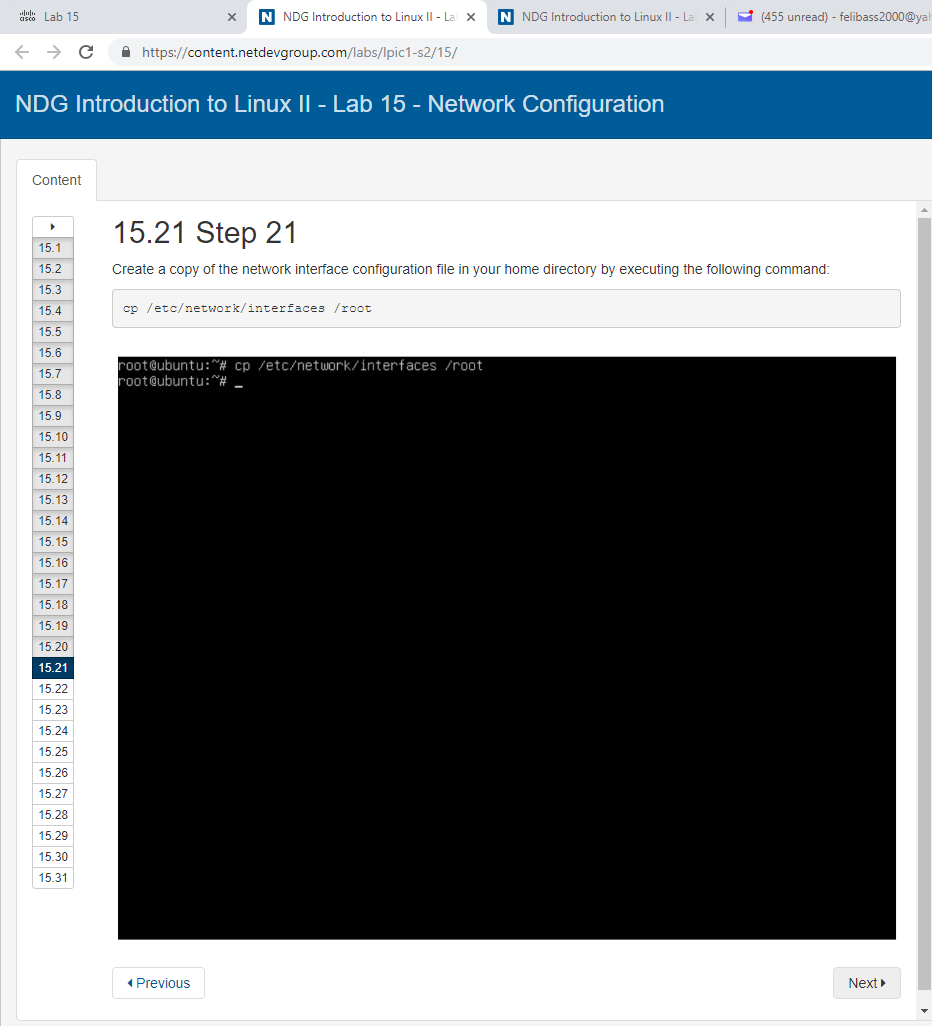 cisco Lab 15
NDG Introduction to Linux II - La
NDG Introduction to Linux II - La
(455 unread) - felibass2000@ya
https://content.netdevgroup.com/labs/lpic1-s2/15/
NDG Introduction to Linux II - Lab 15 - Network Configuration
Content
15.1
15.2
15.3
15.4
15.5
15.6
15.7
15.8
15.9
15.10
15.11
15.12
15.13
15.14
15.15
15.16
15.17
15.18
15.19
15.20
15.21
15.22
15.23
15.24
15.25
15.26
15.27
15.28
15.29
15.30
15.31
15.21 Step 21
Create a copy of the network interface configuration file in your home directory by executing the following command:
cp /etc/network/interfaces /root
root@ubuntu:~# cp /etc/network/interfaces /root
root@ubuntu:~# _
Previous
Next